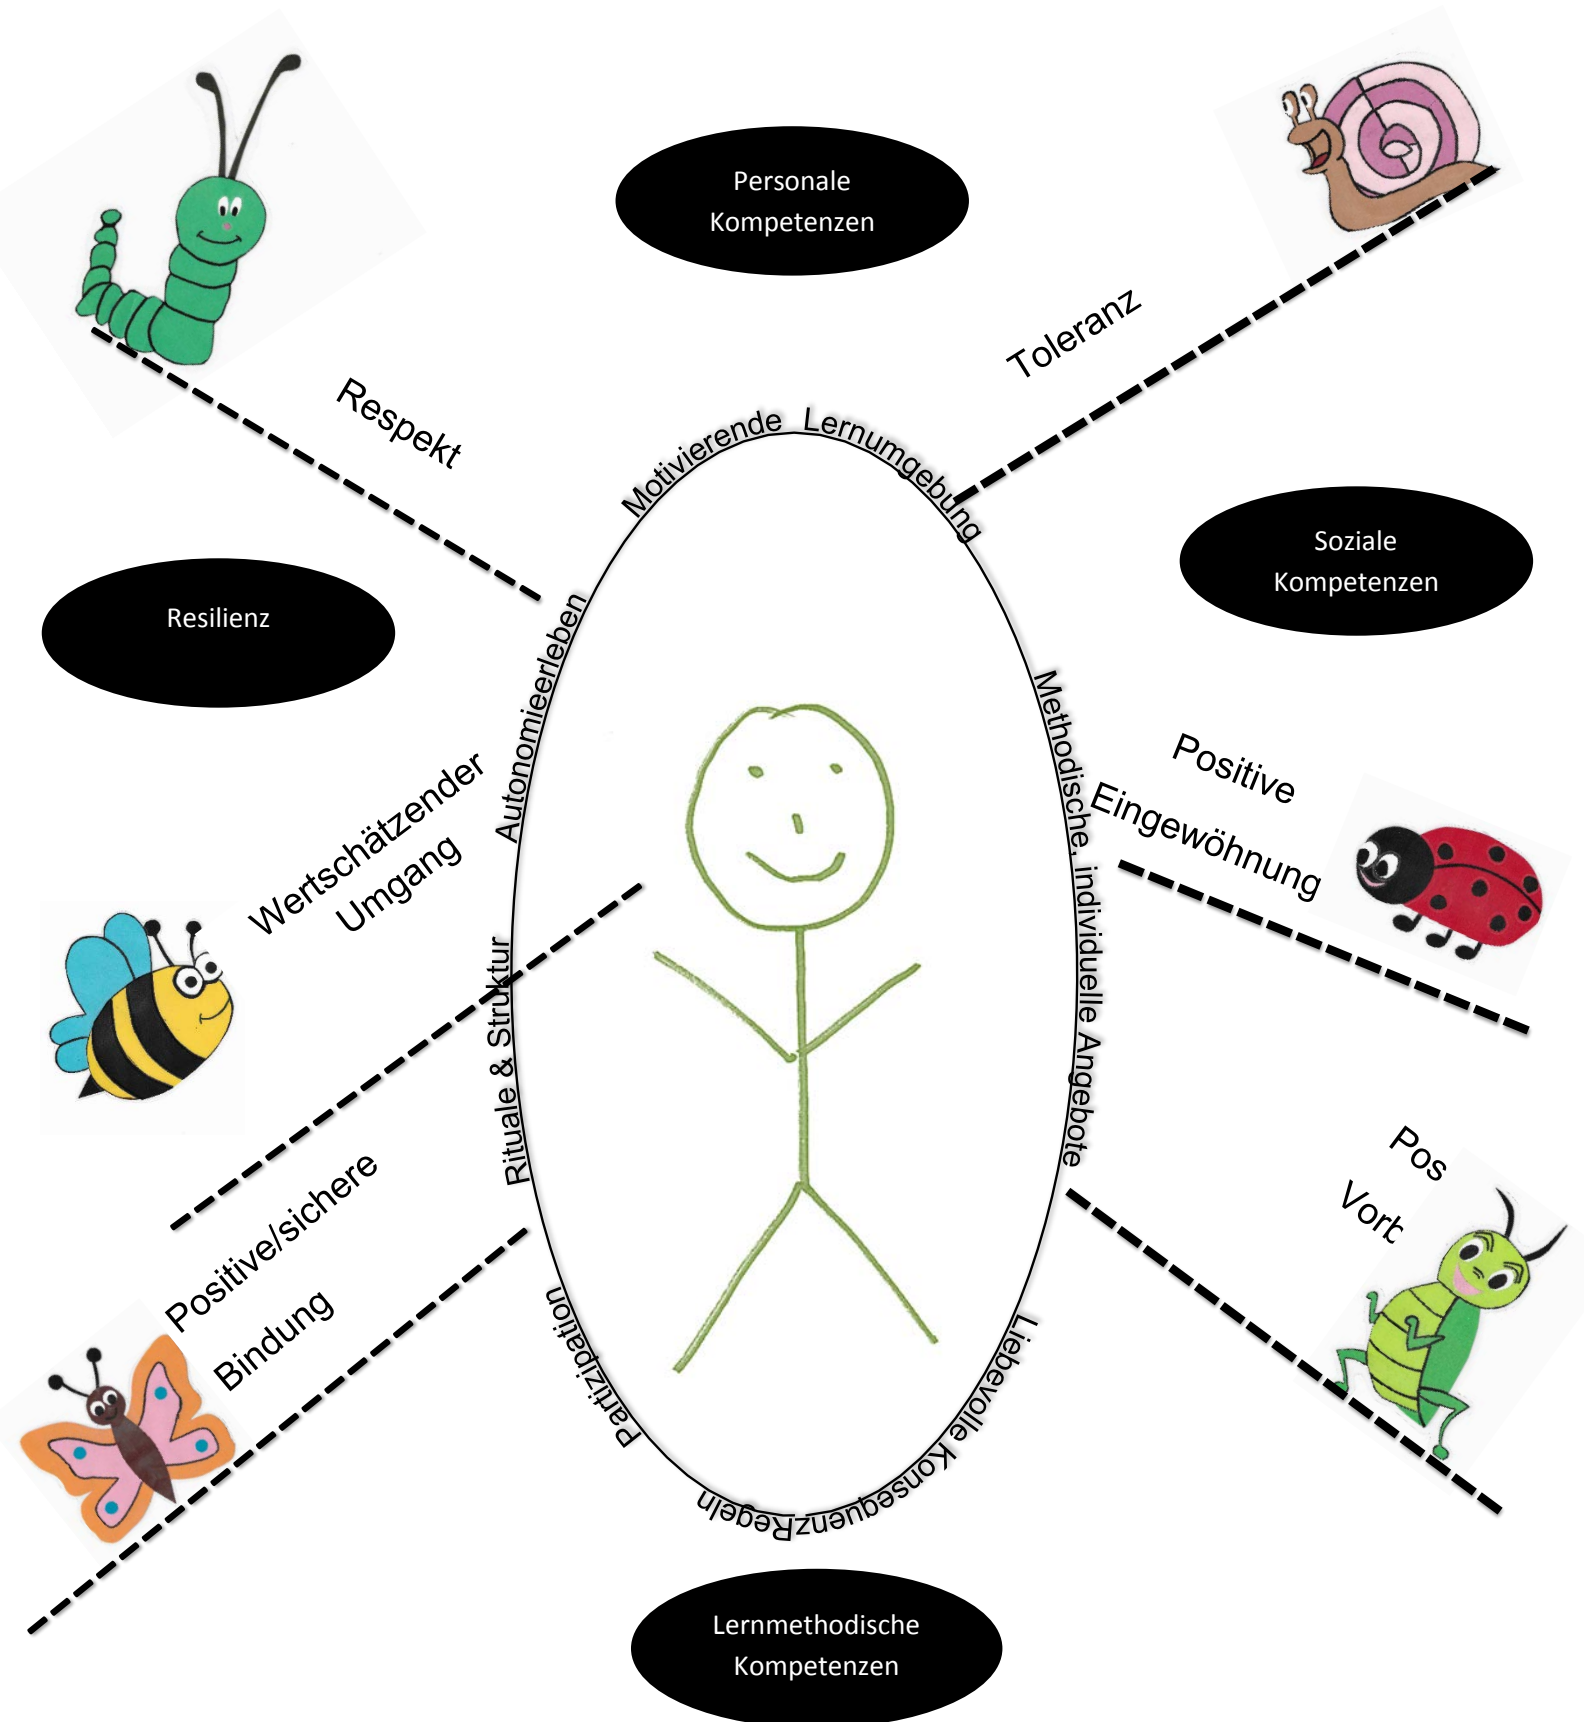 Personale
Kompetenzen
Toleranz
Respekt
Motivierende Lernumgebung
Soziale
Kompetenzen
Resilienz
Autonomieerleben
Methodische, individuelle Angebote
Positive
Eingewöhnung
Wertschätzender
Umgang
Rituale & Struktur
Pos
Vorb
Positive/sichere
Bindung
Partizipation
Liebevolle Konsequenz
Regeln
Lernmethodische
Kompetenzen